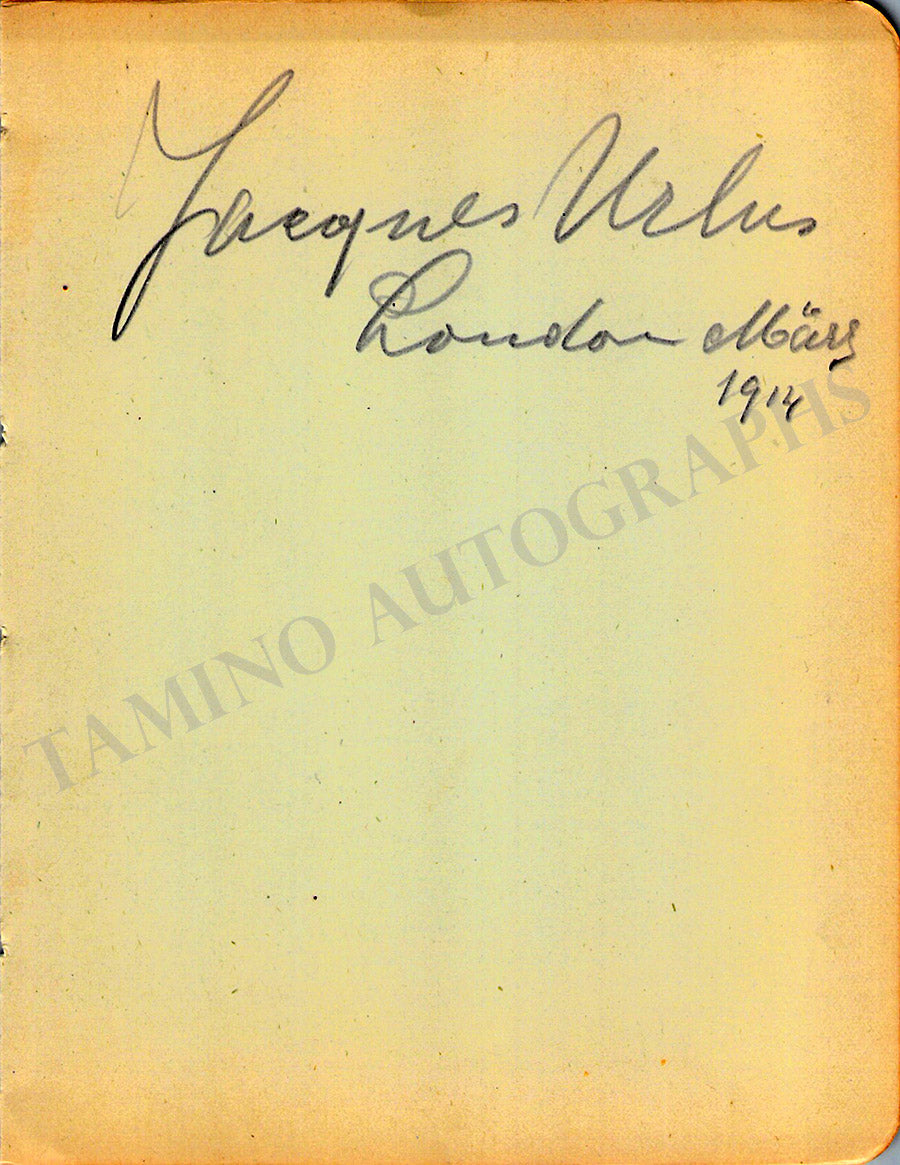 Jacques Urlus
London März
1914
TAMINO AUTOGRAPHS